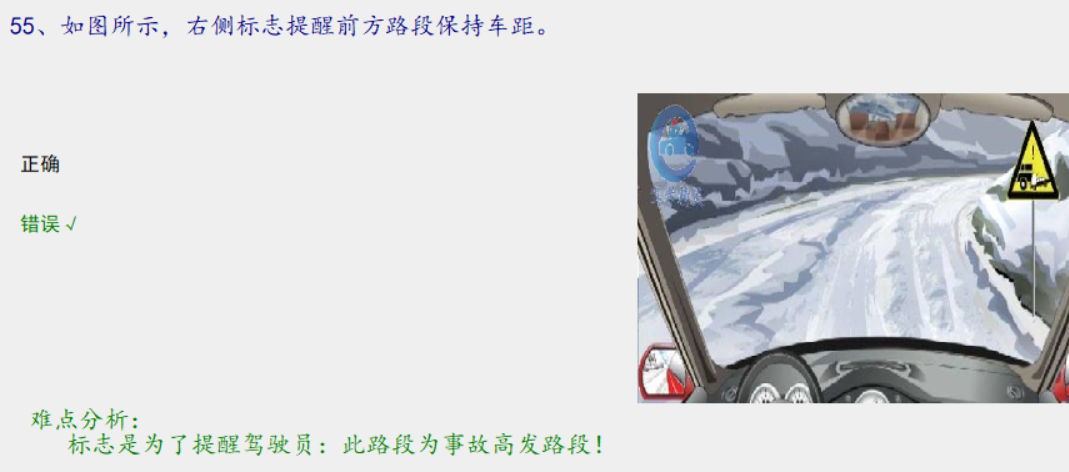 55、如图所示，右侧标志提醒前方路段保持车距。
正确
错误 √
难点分析：
标志是为了提醒驾驶员：此路段为事故高发路段！